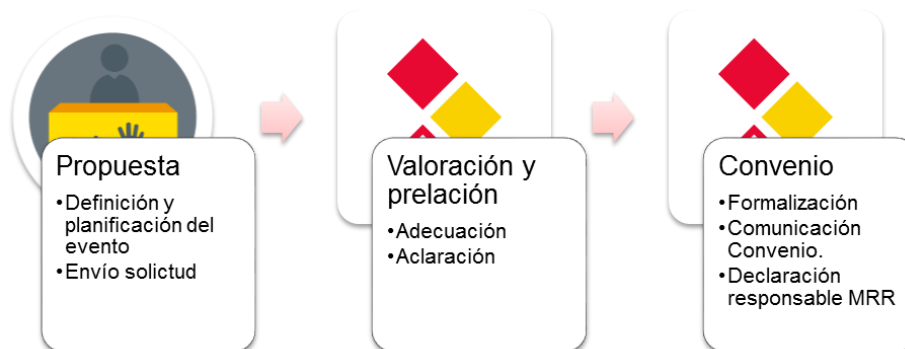 Propuesta
•Definición y
planificación del
evento
•Envío solictud
Valoración y
prelación
•Adecuación
•Aclaración
Convenio
•Formalización
•Comunicación
Convenio.
•Declaración
responsable MRR